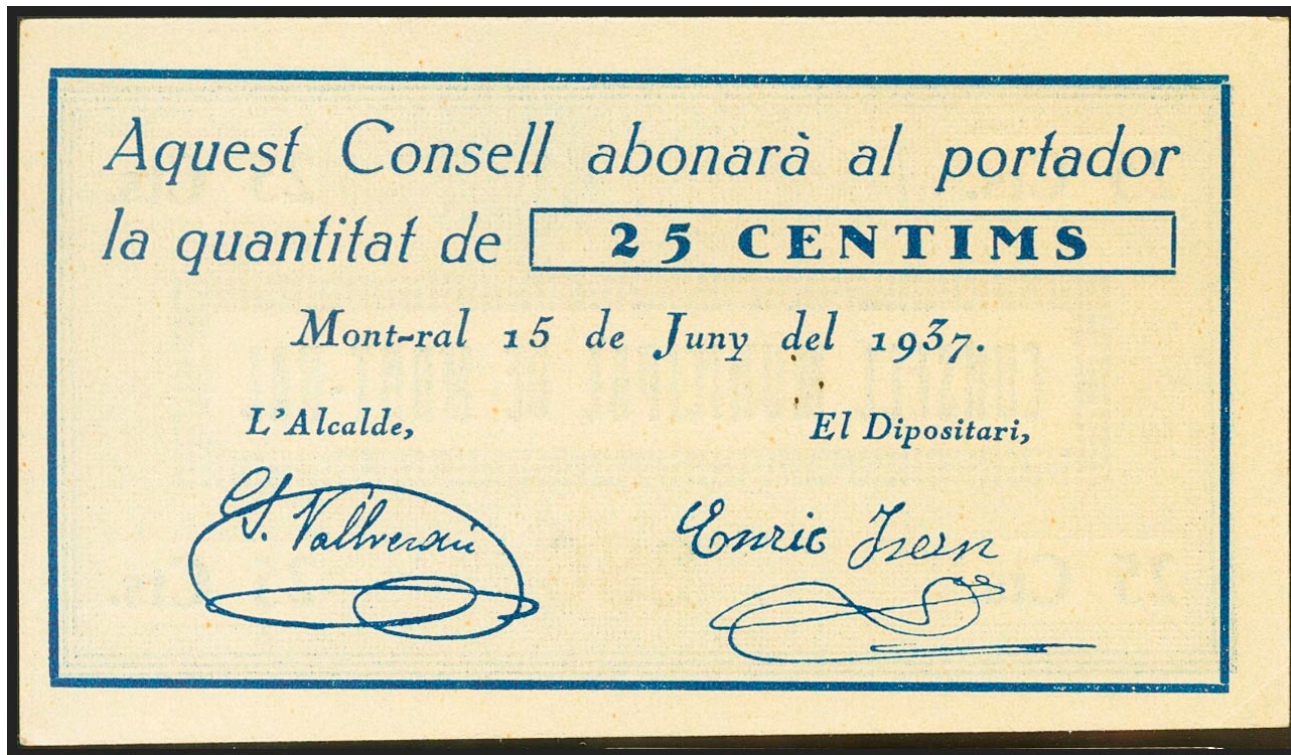 Aquest Consell abonarà al portador
la quantitat de 25 CENTIMS
Mont-ral 15 de Juny del 1937.
L'Alcalde,
El Dipositari,
Enric Isern